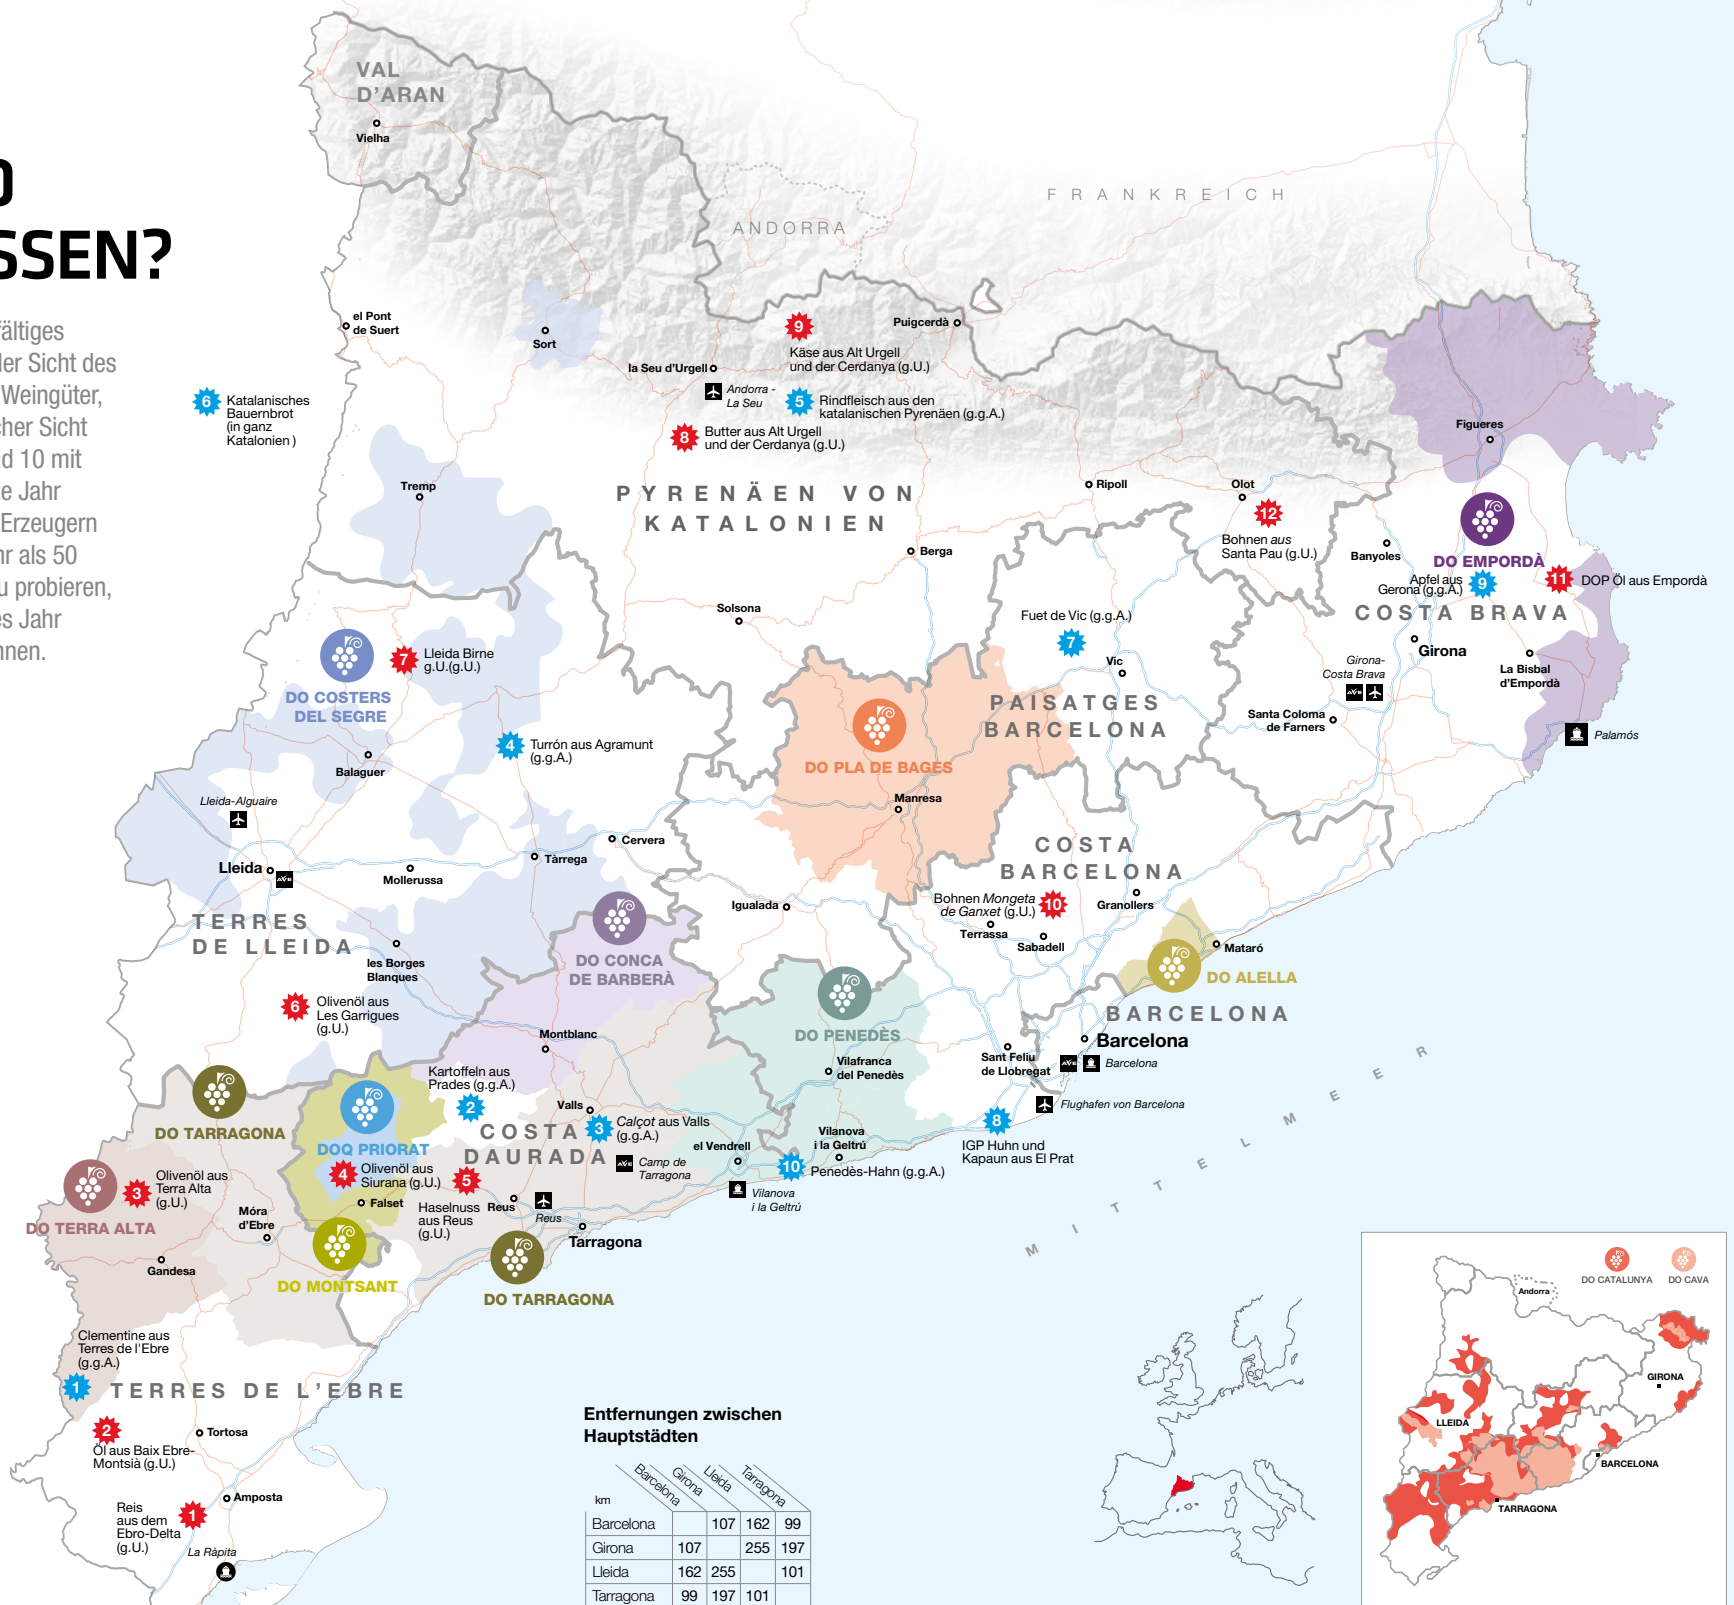 SSEN?
fältiges
ler Sicht des
Weingüter,
cher Sicht
nd 10 mit
te Jahr
Erzeugern
hr als 50
zu probieren,
es Jahr
nnen.
VAL
D'ARAN
Vielha
FRANKREICH
ANDORRA
el Pont
de Suert
Sort
la Seu d'Urgell
Andorra -
La Seu
9
Käse aus Alt Urgell
und der Cerdanya (g.U.)
Puigcerdà
5
Rindfleisch aus den
katalanischen Pyrenäen (g.g.A.)
8
Butter aus Alt Urgell
und der Cerdanya (g.U.)
6
Katalanisches
Bauernbrot
(in ganz
Katalonien )
Tremp
PYRENÄEN VON
KATALONIEN
Berga
Ripoll
Olot
12
Bohnen aus
Santa Pau (g.U.)
Figueres
Banyoles
DO EMPORDÀ
Apfel aus
Gerona (g.g.A.)
9
11
DOP Öl aus Empordà
COSTA BRAVA
Girona
Girona-
Costa Brava
AVE
La Bisbal
d'Empordà
Santa Coloma
de Farners
Palamós
Solsona
Fuet de Vic (g.g.A.)
7
Vic
PAISATGES
BARCELONA
7
Lleida Birne
g.U.(g.U.)
DO COSTERS
DEL SEGRE
4
Turrón aus Agramunt
(g.g.A.)
Balaguer
DO PLA DE BAGES
Manresa
Lleida-Alguaire
Lleida
AVE
Mollerussa
Tàrrega
Cervera
COSTA
BARCELONA
Igualada
Bohnen Mongeta
de Ganxet (g.U.)
10
Terrassa
Sabadell
Granollers
Mataró
DO ALELLA
TERRES
DE LLEIDA
les Borges
Blanques
DO CONCA
DE BARBERÀ
6
Olivenöl aus
Les Garrigues
(g.U.)
Montblanc
DO PENEDÈS
Vilafranca
del Penedès
BARCELONA
Barcelona
Sant Feliu
de Llobregat
AVE
Barcelona
Flughafen von Barcelona
8
IGP Huhn und
Kapaun aus El Prat
MITTELMEER
DO TARRAGONA
Kartoffeln aus
Prades (g.g.A.)
2
DOQ PRIORAT
Valls
3
Calçot aus Valls
(g.g.A.)
COSTA
DAURADA
AVE
Camp de
Tarragona
el Vendrell
Vilanova
i la Geltrú
10
Penedès-Hahn (g.g.A.)
Vilanova
i la Geltrú
3
Olivenöl aus
Terra Alta
(g.U.)
DO TERRA ALTA
4
Olivenöl aus
Siurana (g.U.)
Falset
5
Haselnuss
aus Reus
(g.U.)
Reus
Reus
Tarragona
Móra
d'Ebre
Gandesa
DO MONTSANT
DO TARRAGONA
Clementine aus
Terres de l'Ebre
(g.g.A.)
1
TERRES DE L'EBRE
2
Öl aus Baix Ebre-
Montsià (g.U.)
Tortosa
Reis
aus dem
Ebro-Delta
(g.U.)
1
Amposta
La Ràpita
Entfernungen zwischen
Hauptstädten
km Barcelona Girona Lleida Tarragona
Barcelona 107 162 99
Girona 107 255 197
Lleida 162 255 101
Tarragona 99 197 101
DO CATALUNYA
DO CAVA
Andorra
GIRONA
LLEIDA
BARCELONA
TARRAGONA